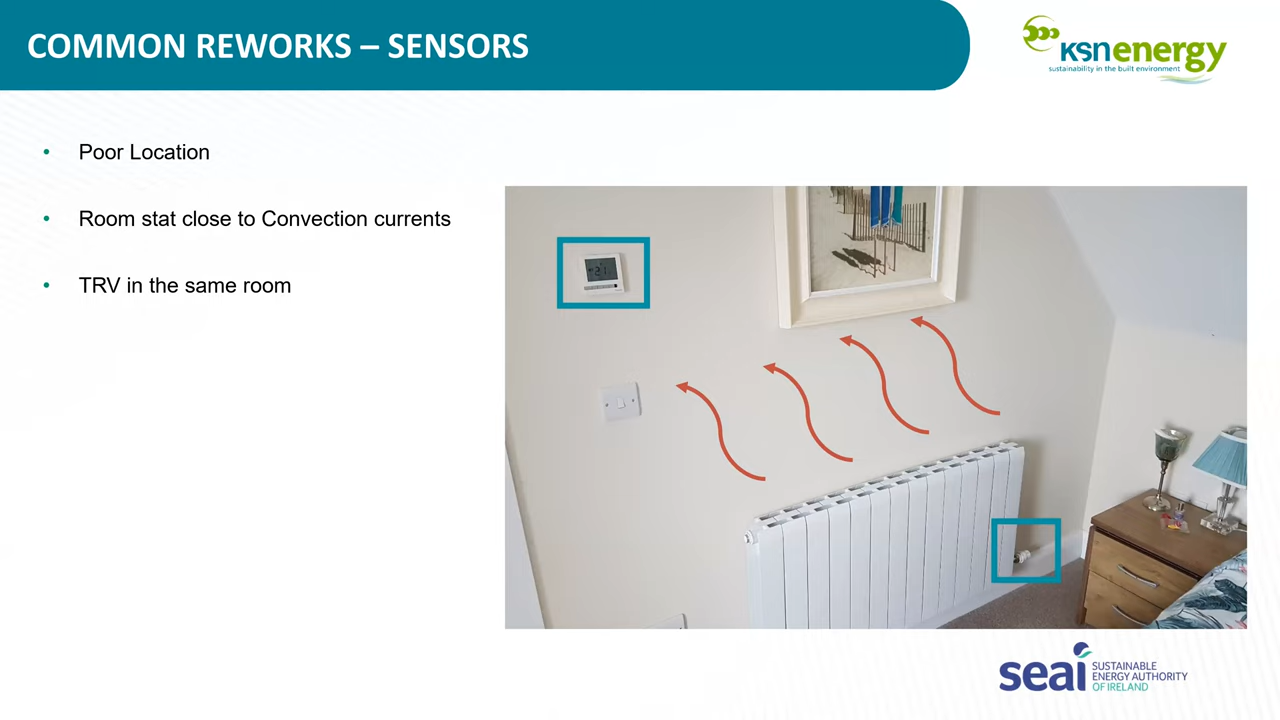 COMMON REWORKS – SENSORS
KSNenergy
sustainability in the built environment
• Poor Location
• Room stat close to Convection currents
• TRV in the same room
21
seai
SUSTAINABLE
ENERGY AUTHORITY
OF IRELAND